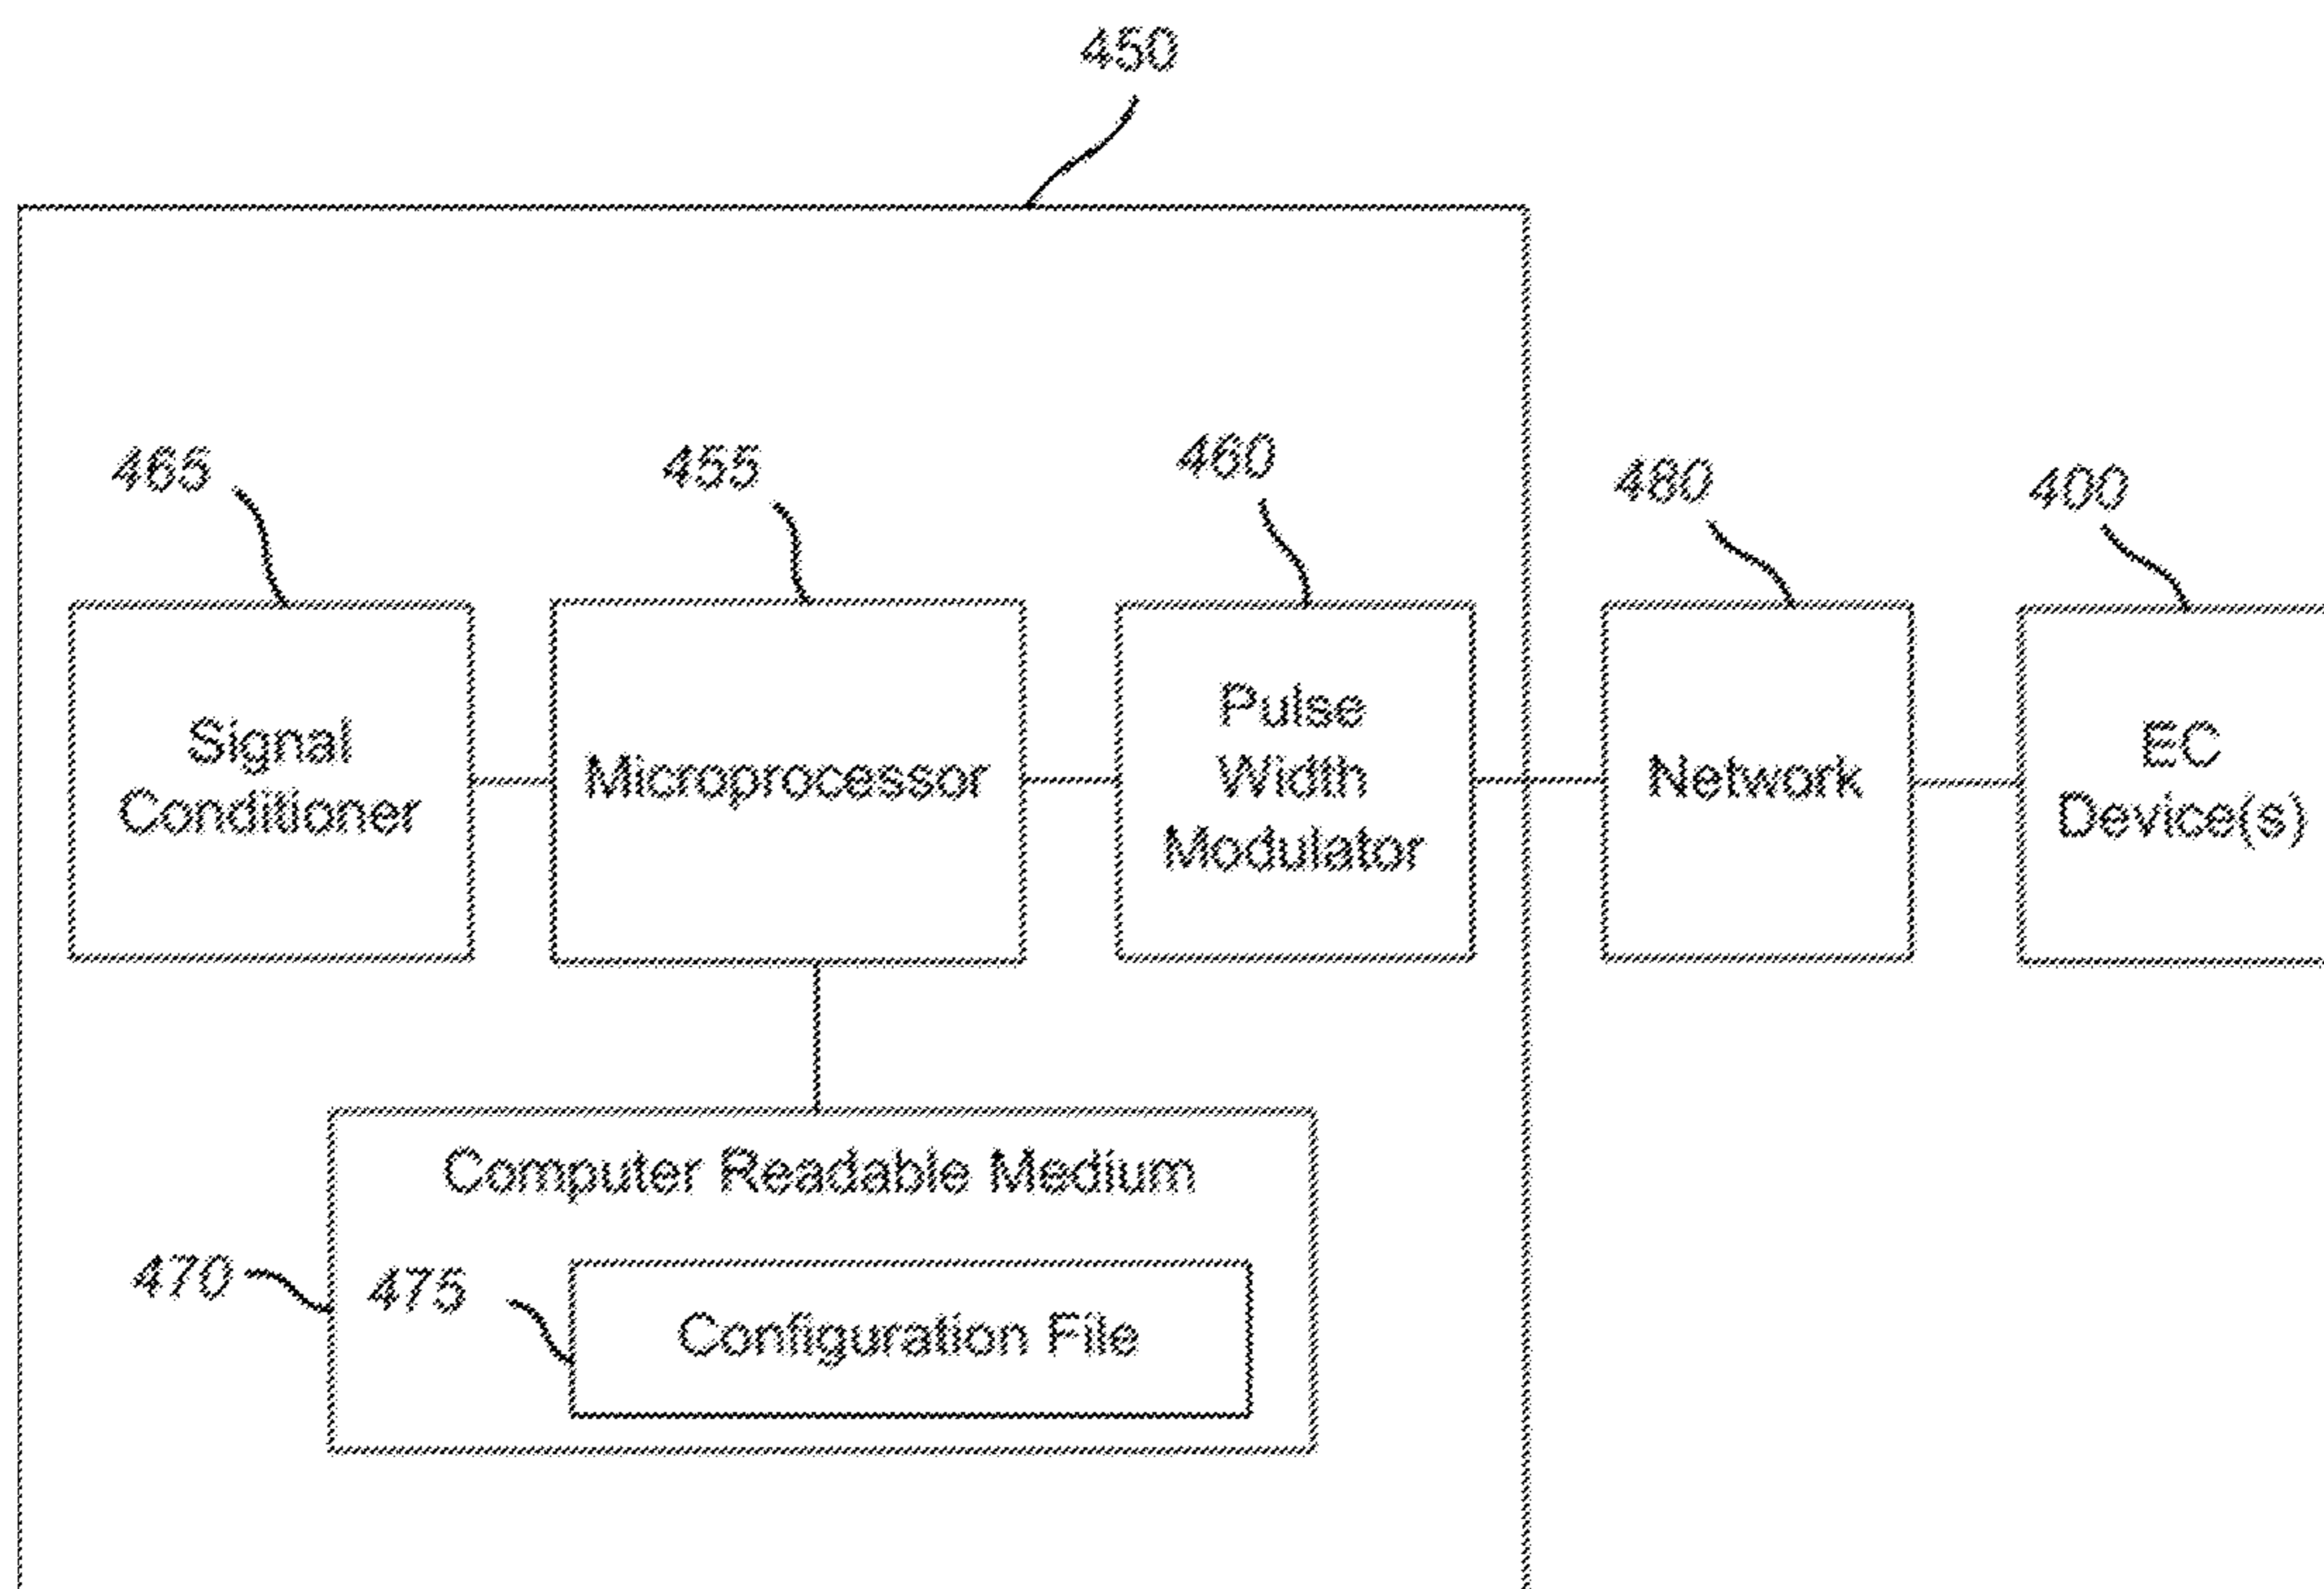 450
465
455
460
480
400
Signal
Conditioner
Microprocessor
Pulse
Width
Modulator
Network
EC
Device(s)
Computer Readable Medium
470
475
Configuration File